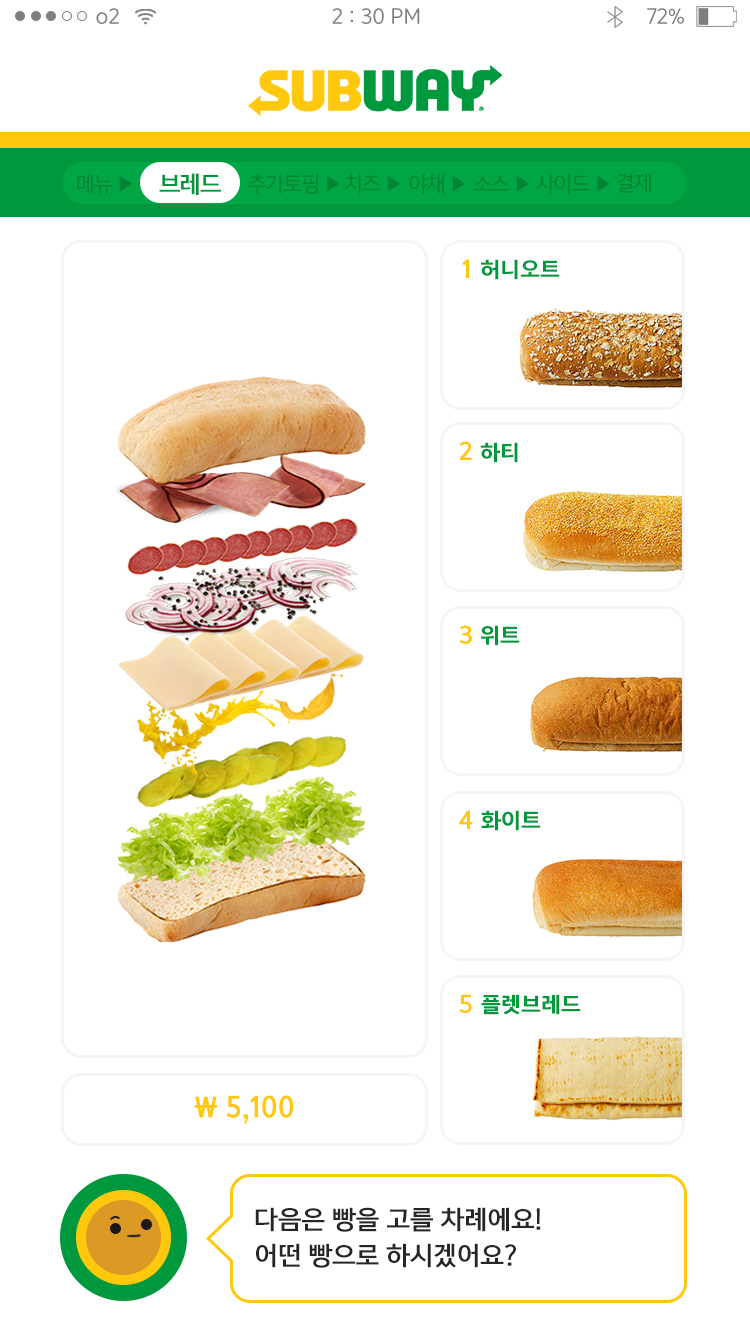 o2
2 : 30 PM
72%
SUBWAY
메뉴 ▶ 브레드 추가토핑 ▶ 치즈 ▶ 야채 ▶ 소스 ▶ 사이드 ▶ 결제
1 허니오트
2 하티
3 위트
4 화이트
5 플렛브레드
₩ 5,100
다음은 빵을 고를 차례에요!
어떤 빵으로 하시겠어요?